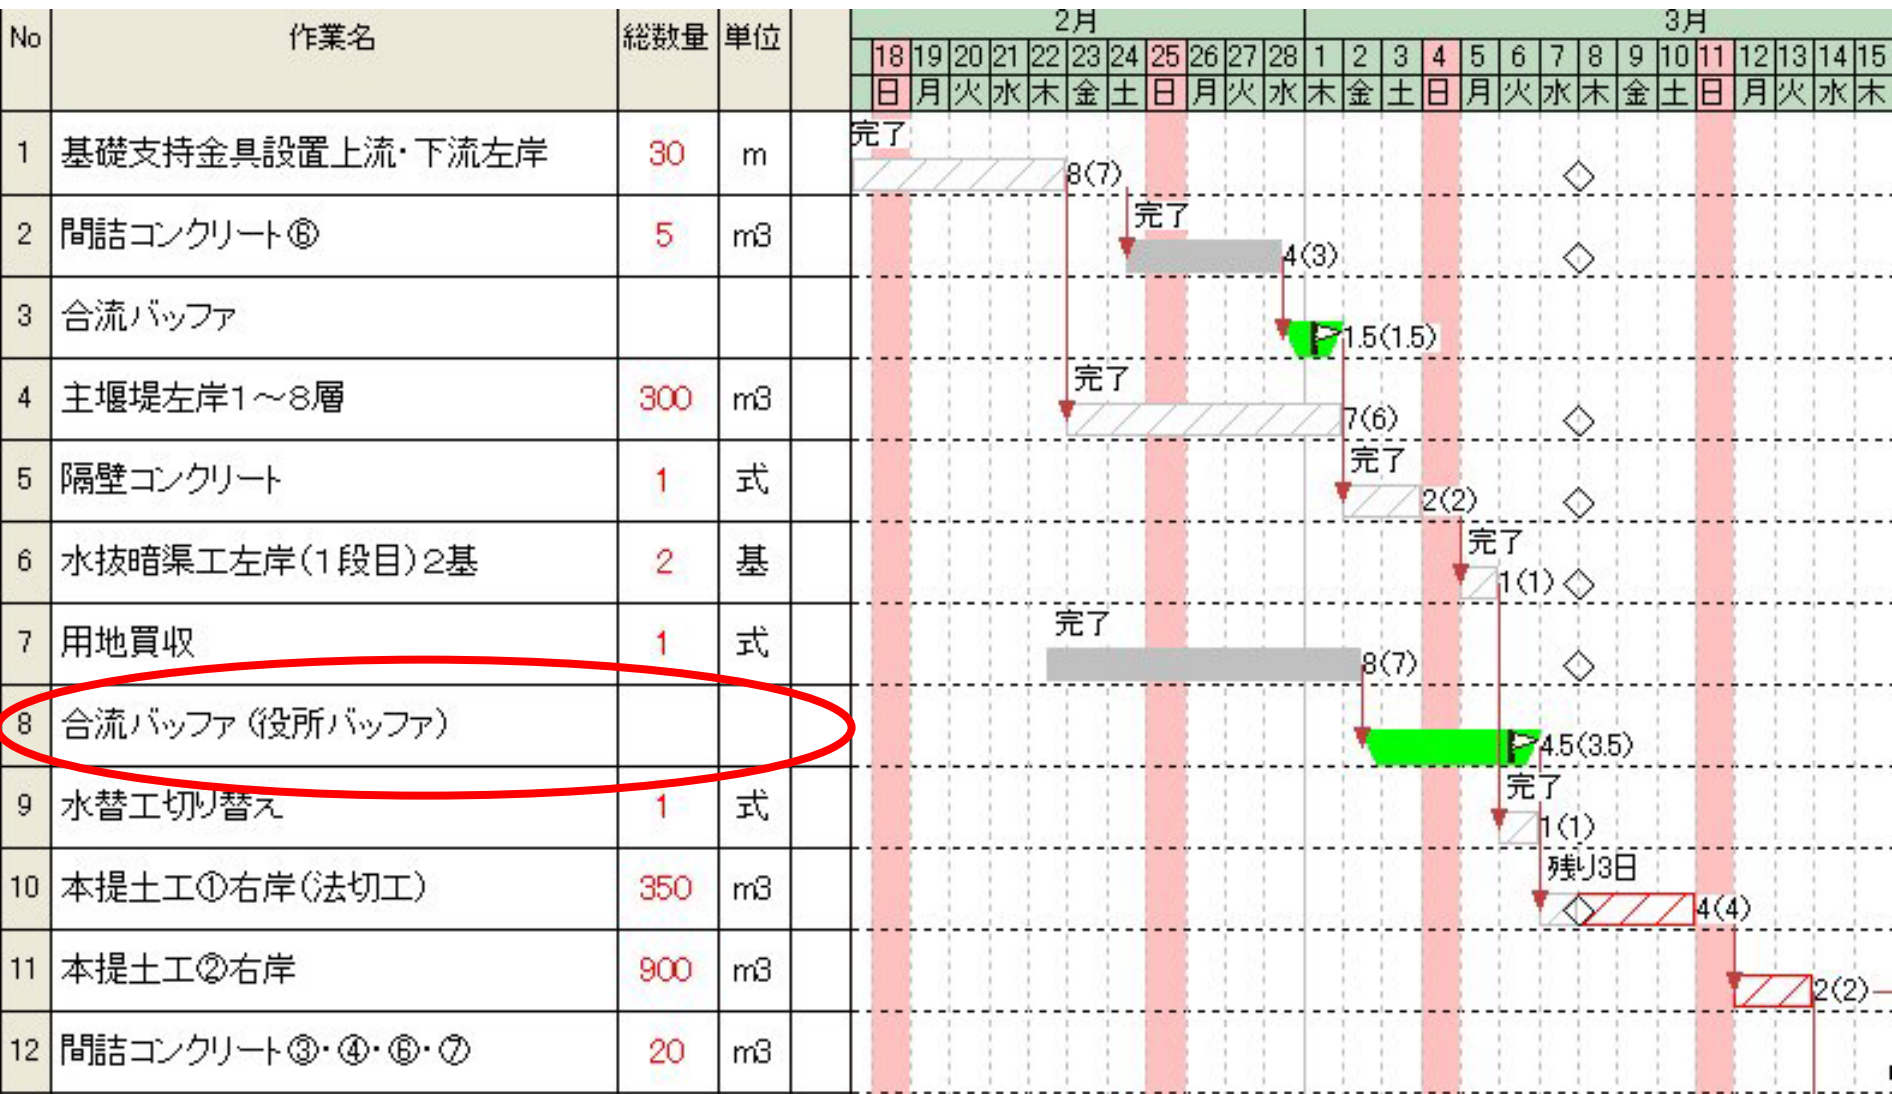 No 作業名 総数量 単位 2月 3月
18 19 20 21 22 23 24 25 26 27 28 1 2 3 4 5 6 7 8 9 10 11 12 13 14 15
日 月 火 水 木 金 土 日 月 火 水 木 金 土 日 月 火 水 木 金 土 日 月 火 水 木
1 基礎支持金具設置上流・下流左岸 30 m 完了 8(7)
2 間詰コンクリート⑥ 5 m3 完了 4(3)
3 合流バッファ 1.5(1.5)
4 主堰堤左岸1～8層 300 m3 完了 7(6)
5 隔壁コンクリート 1 式 完了 2(2)
6 水抜暗渠工左岸(1段目)2基 2 基 完了 1(1)
7 用地買収 1 式 完了 8(7)
8 合流バッファ(役所バッファ) 4.5(3.5)
9 水替工切り替え 1 式 完了 1(1)
10 本提土工①右岸(法切工) 350 m3 残り3日 4(4)
11 本提土工②右岸 900 m3 2(2)
12 間詰コンクリート③・④・⑥・⑦ 20 m3